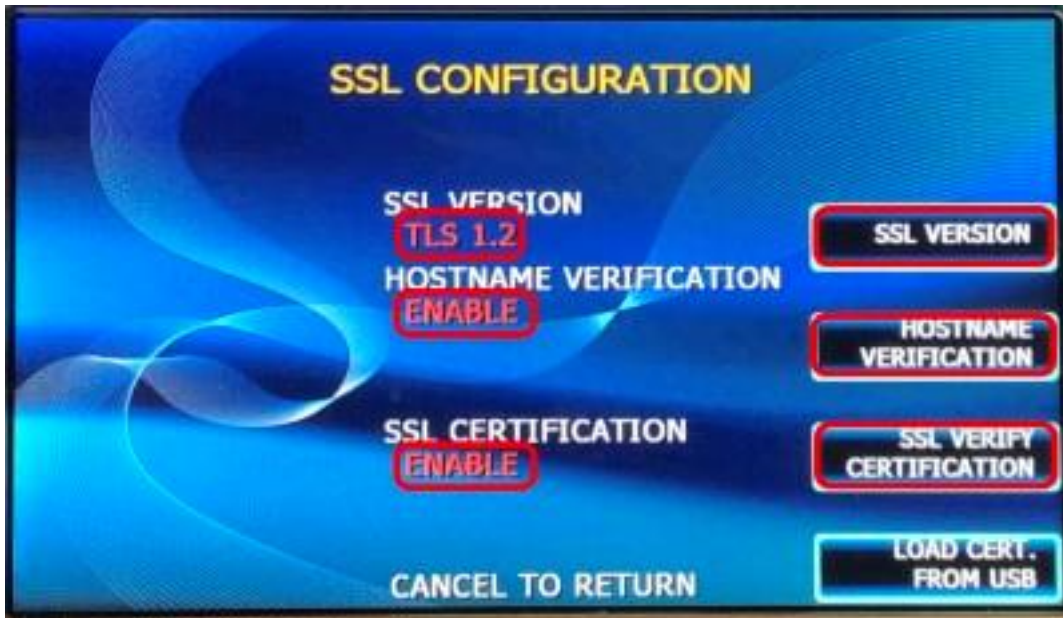 SSL CONFIGURATION
SSL VERSION
TLS 1.2
HOSTNAME VERIFICATION
ENABLE
SSL CERTIFICATION
ENABLE
CANCEL TO RETURN
SSL VERSION
HOSTNAME
VERIFICATION
SSL VERIFY
CERTIFICATION
LOAD CERT.
FROM USB